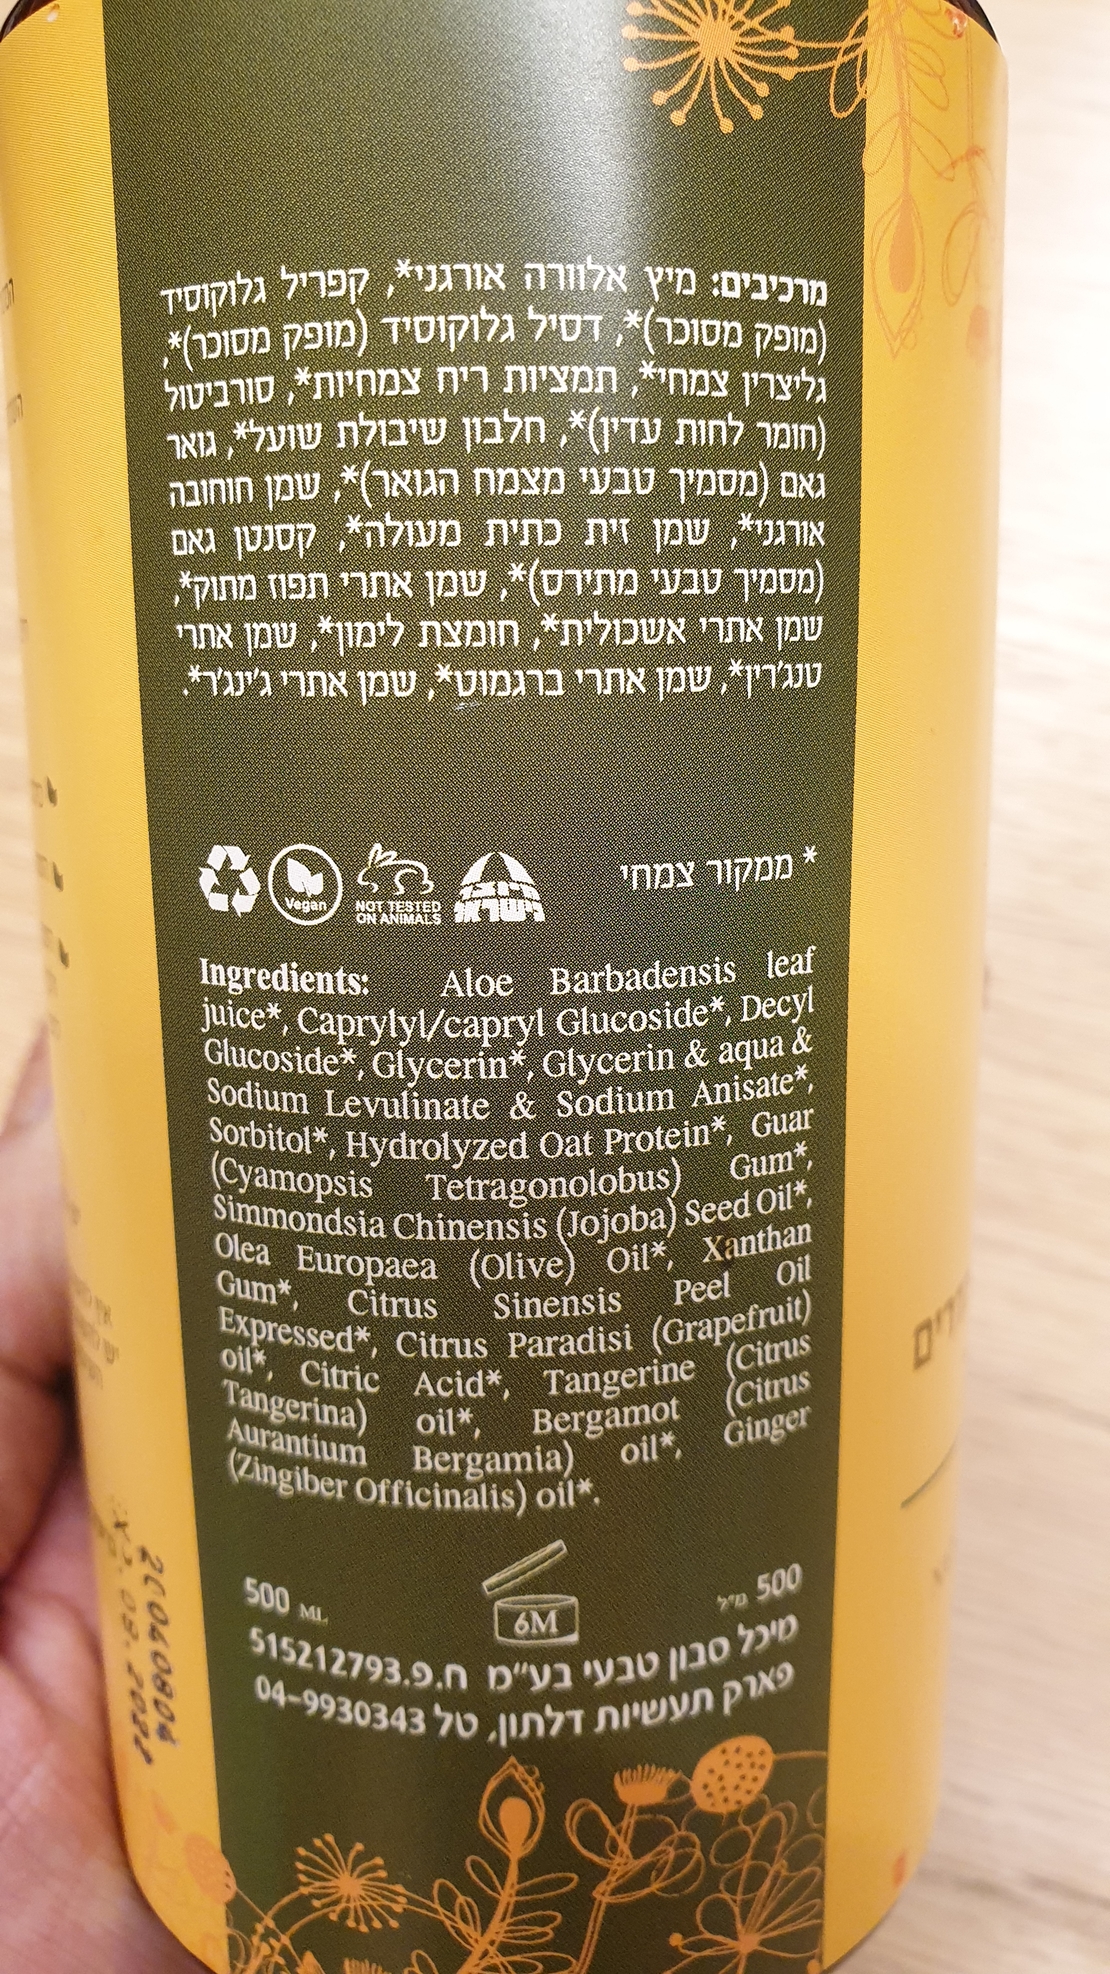 מרכיבים: מיץ אלוורה אורגני*, קפריל גלוקוסיד
(מופק מסוכר)*, דסיל גלוקוסיד (מופק מסוכר)*,
גליצרין צמחי*, תמציות ריח צמחיות*, סורביטול
(חומר לחות עדין)*, חלבון שיבולת שועל*, גואר
גאם (מסמיך טבעי מצמח הגואר)*, שמן חוחובה
אורגני*, שמן זית כתית מעולה*, קסנטן גאם
(מסמיך טבעי מתירס)*, שמן אתרי תפוז מתוק*,
שמן אתרי אשכולית*, חומצת לימון*, שמן אתרי
טנג'רין*, שמן אתרי ברגמוט*, שמן אתרי ג'ינג'ר*.
* ממקור צמחי
Vegan
NOT TESTED
ON ANIMALS
Ingredients: Aloe Barbadensis leaf
juice*, Caprylyl/capryl Glucoside*, Decyl
Glucoside*, Glycerin*, Glycerin & aqua &
Sodium Levulinate & Sodium Anisate*,
Sorbitol*, Hydrolyzed Oat Protein*, Guar
(Cyamopsis Tetragonolobus) Gum*,
Simmondsia Chinensis (Jojoba) Seed Oil*,
Olea Europaea (Olive) Oil*, Xanthan
Gum*, Citrus Sinensis Peel Oil
Expressed*, Citrus Paradisi (Grapefruit)
oil*, Citric Acid*, Tangerine (Citrus
Tangerina) oil*, Bergamot (Citrus
Aurantium Bergamia) oil*, Ginger
(Zingiber Officinalis) oil*.
500 ML
6M
500 מ"ל
מיכל סבון טבעי בע"מ ח.פ.515212793
פארק תעשיות דלתון, טל 04-9930343